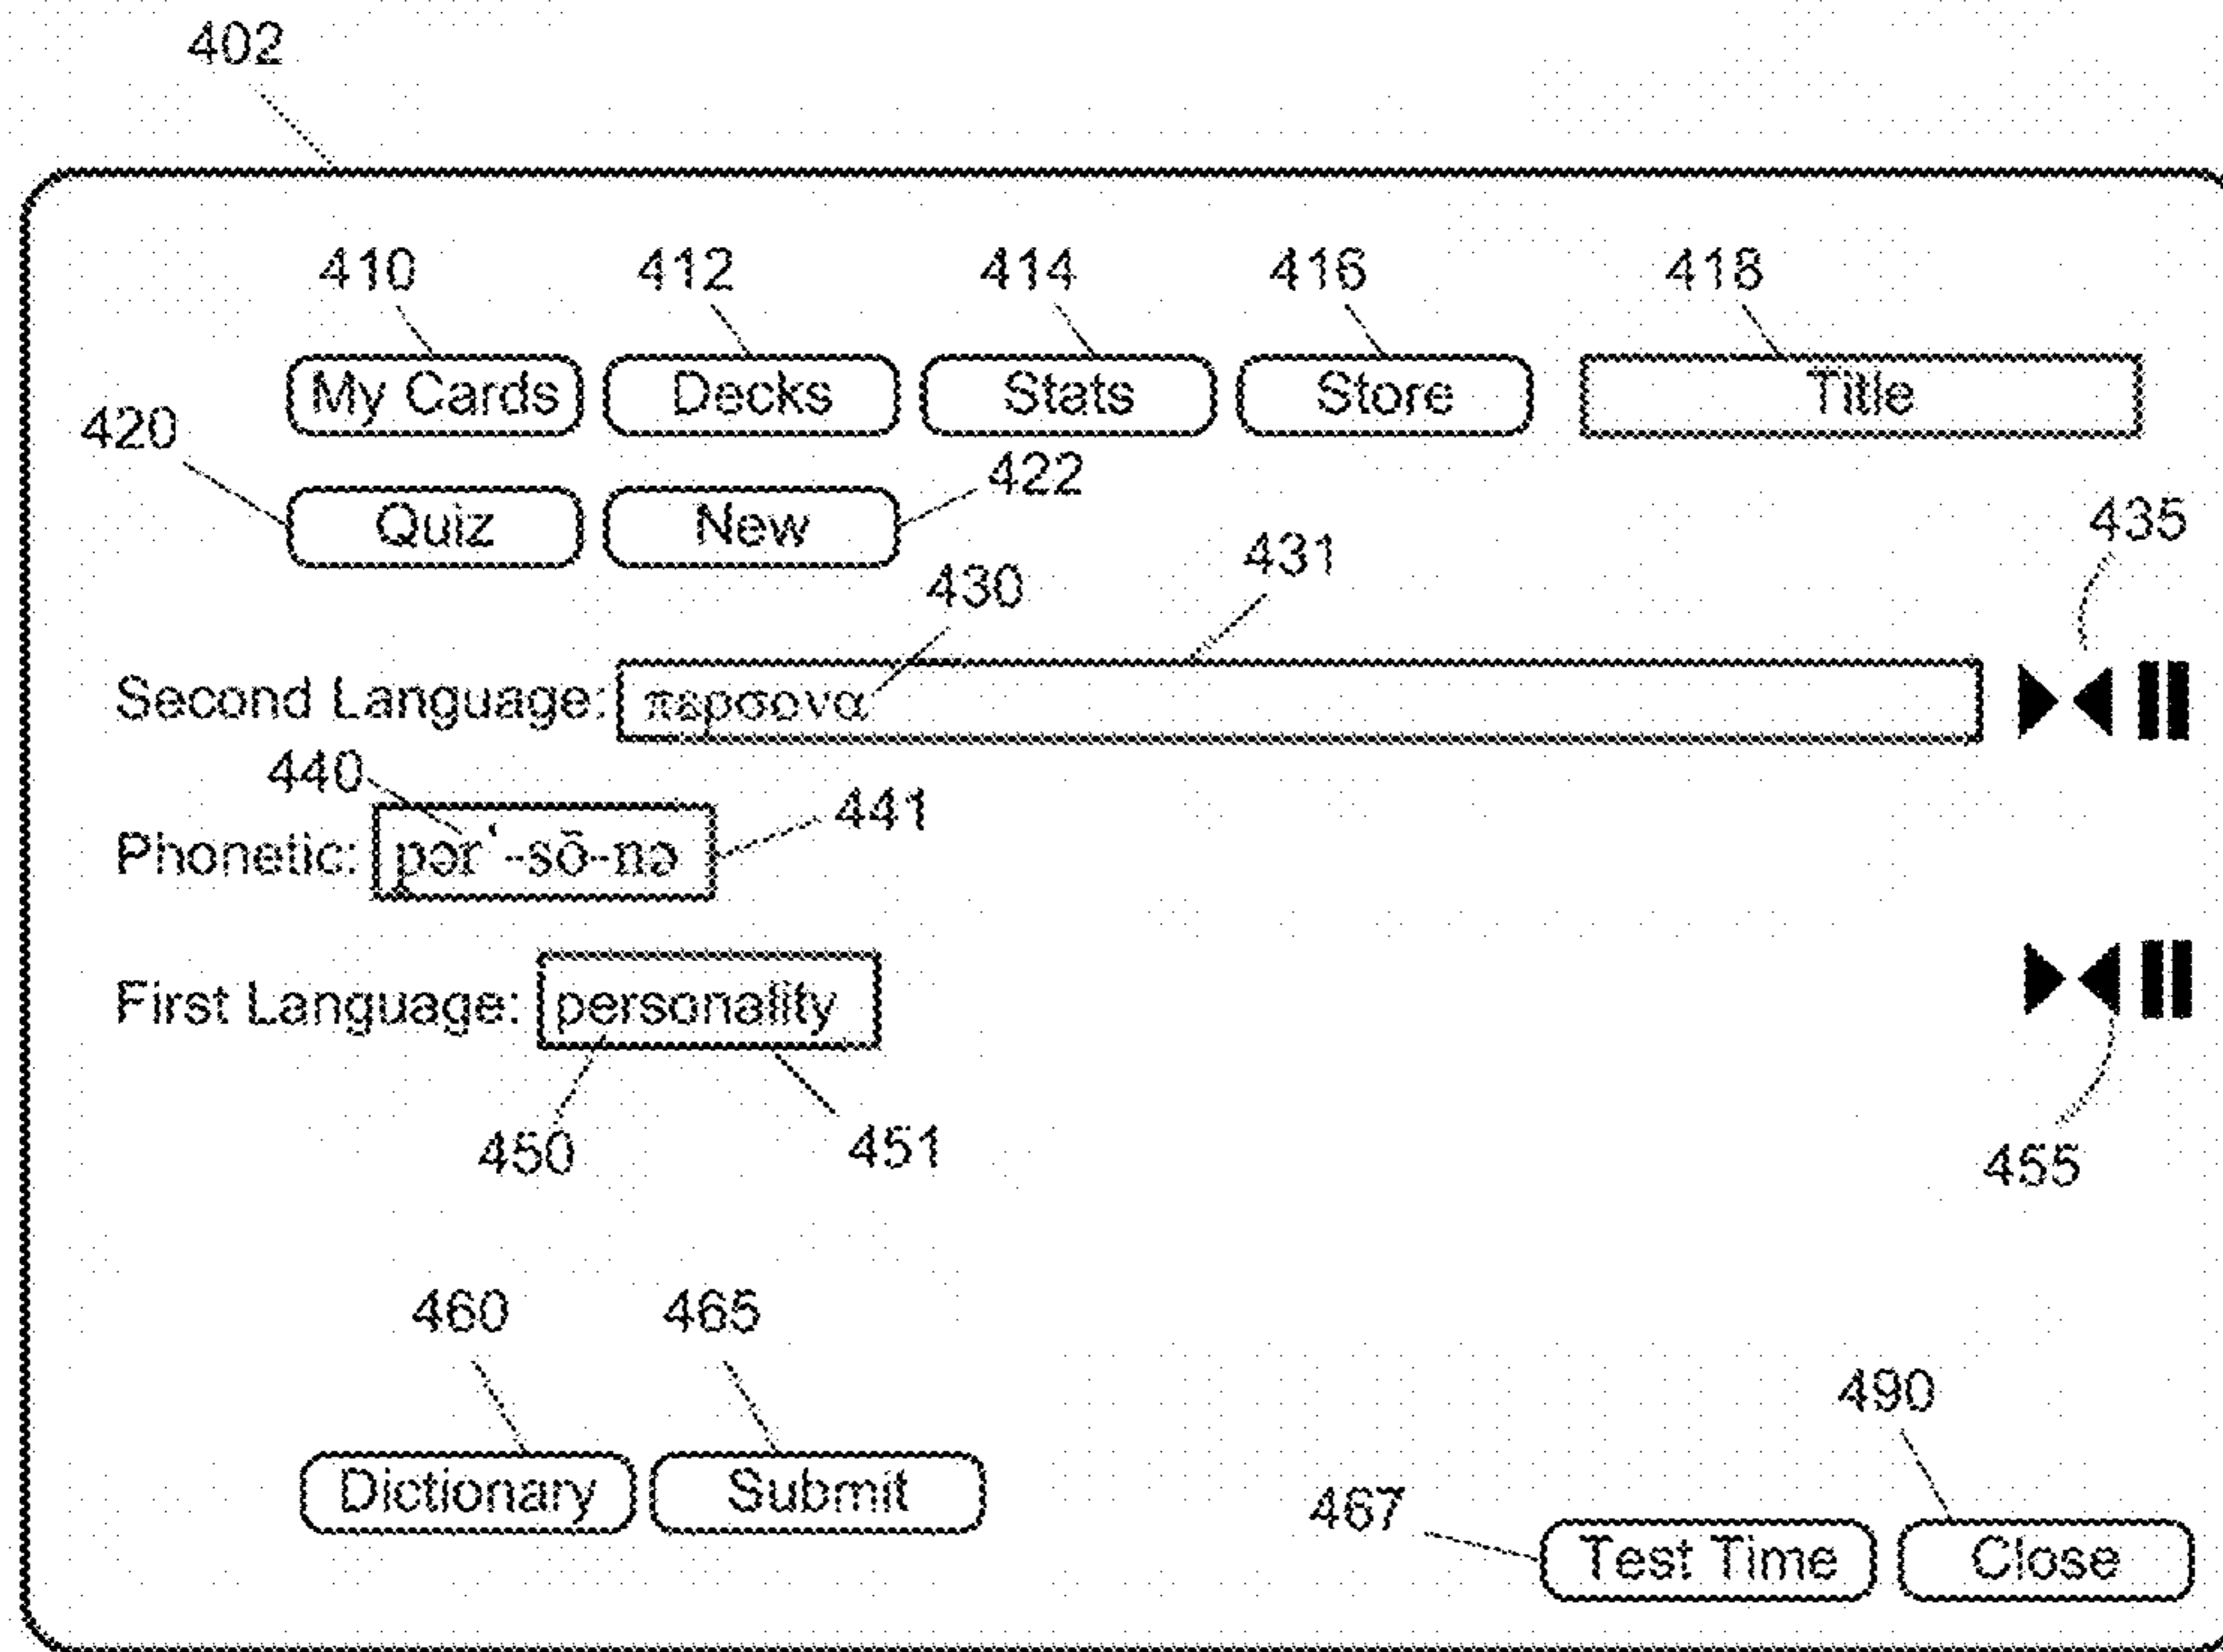 402
410 412 414 416 418
My Cards Decks Stats Store Title
420
Quiz New 422
435
430 431
Second Language: περσονα
440
Phonetic: pər‘-sō-nə 441
First Language: personality
450 451 455
460 465
Dictionary Submit
490
467 Test Time Close